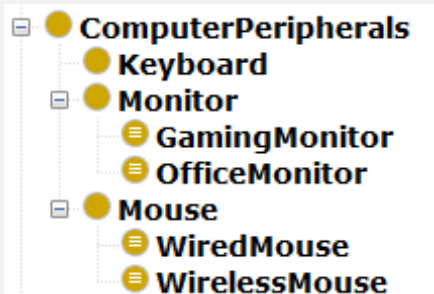 ComputerPeripherals
Keyboard
Monitor
GamingMonitor
OfficeMonitor
Mouse
WiredMouse
WirelessMouse